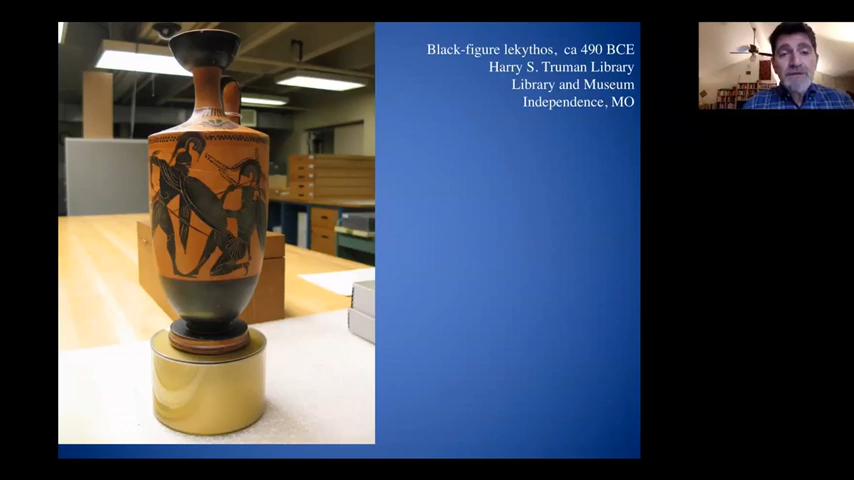 Black-figure lekythos, ca 490 BCE
Harry S. Truman Library
Library and Museum
Independence, MO